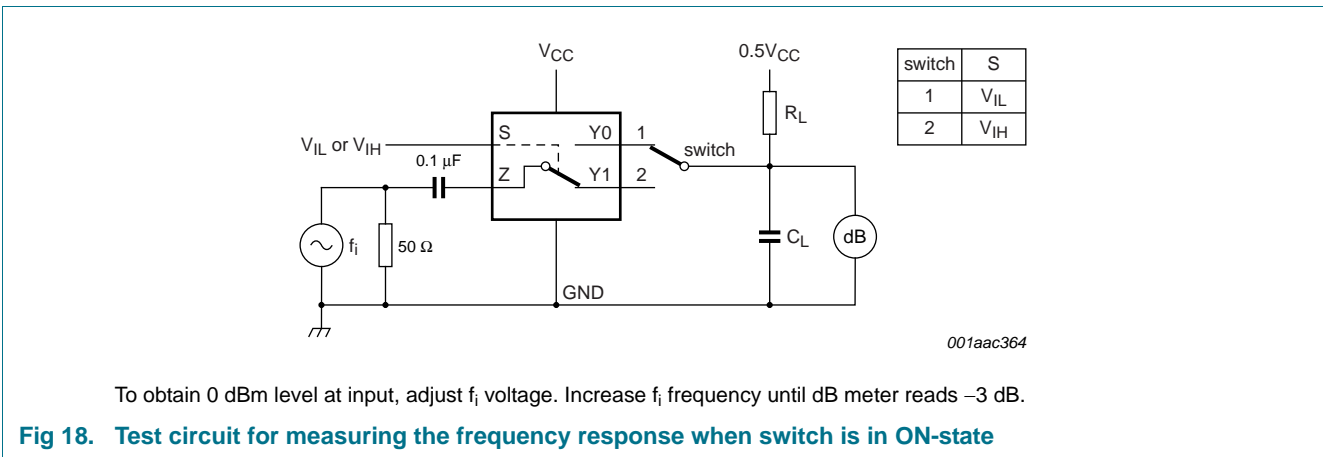 VCC
0.5VCC
switch S
1 VIL
2 VIH
RL
VIL or VIH
S
Y0
1
switch
0.1 μF
Z
Y1
2
fi
50 Ω
CL
dB
GND
001aac364
To obtain 0 dBm level at input, adjust fi voltage. Increase fi frequency until dB meter reads −3 dB.
Fig 18. Test circuit for measuring the frequency response when switch is in ON-state